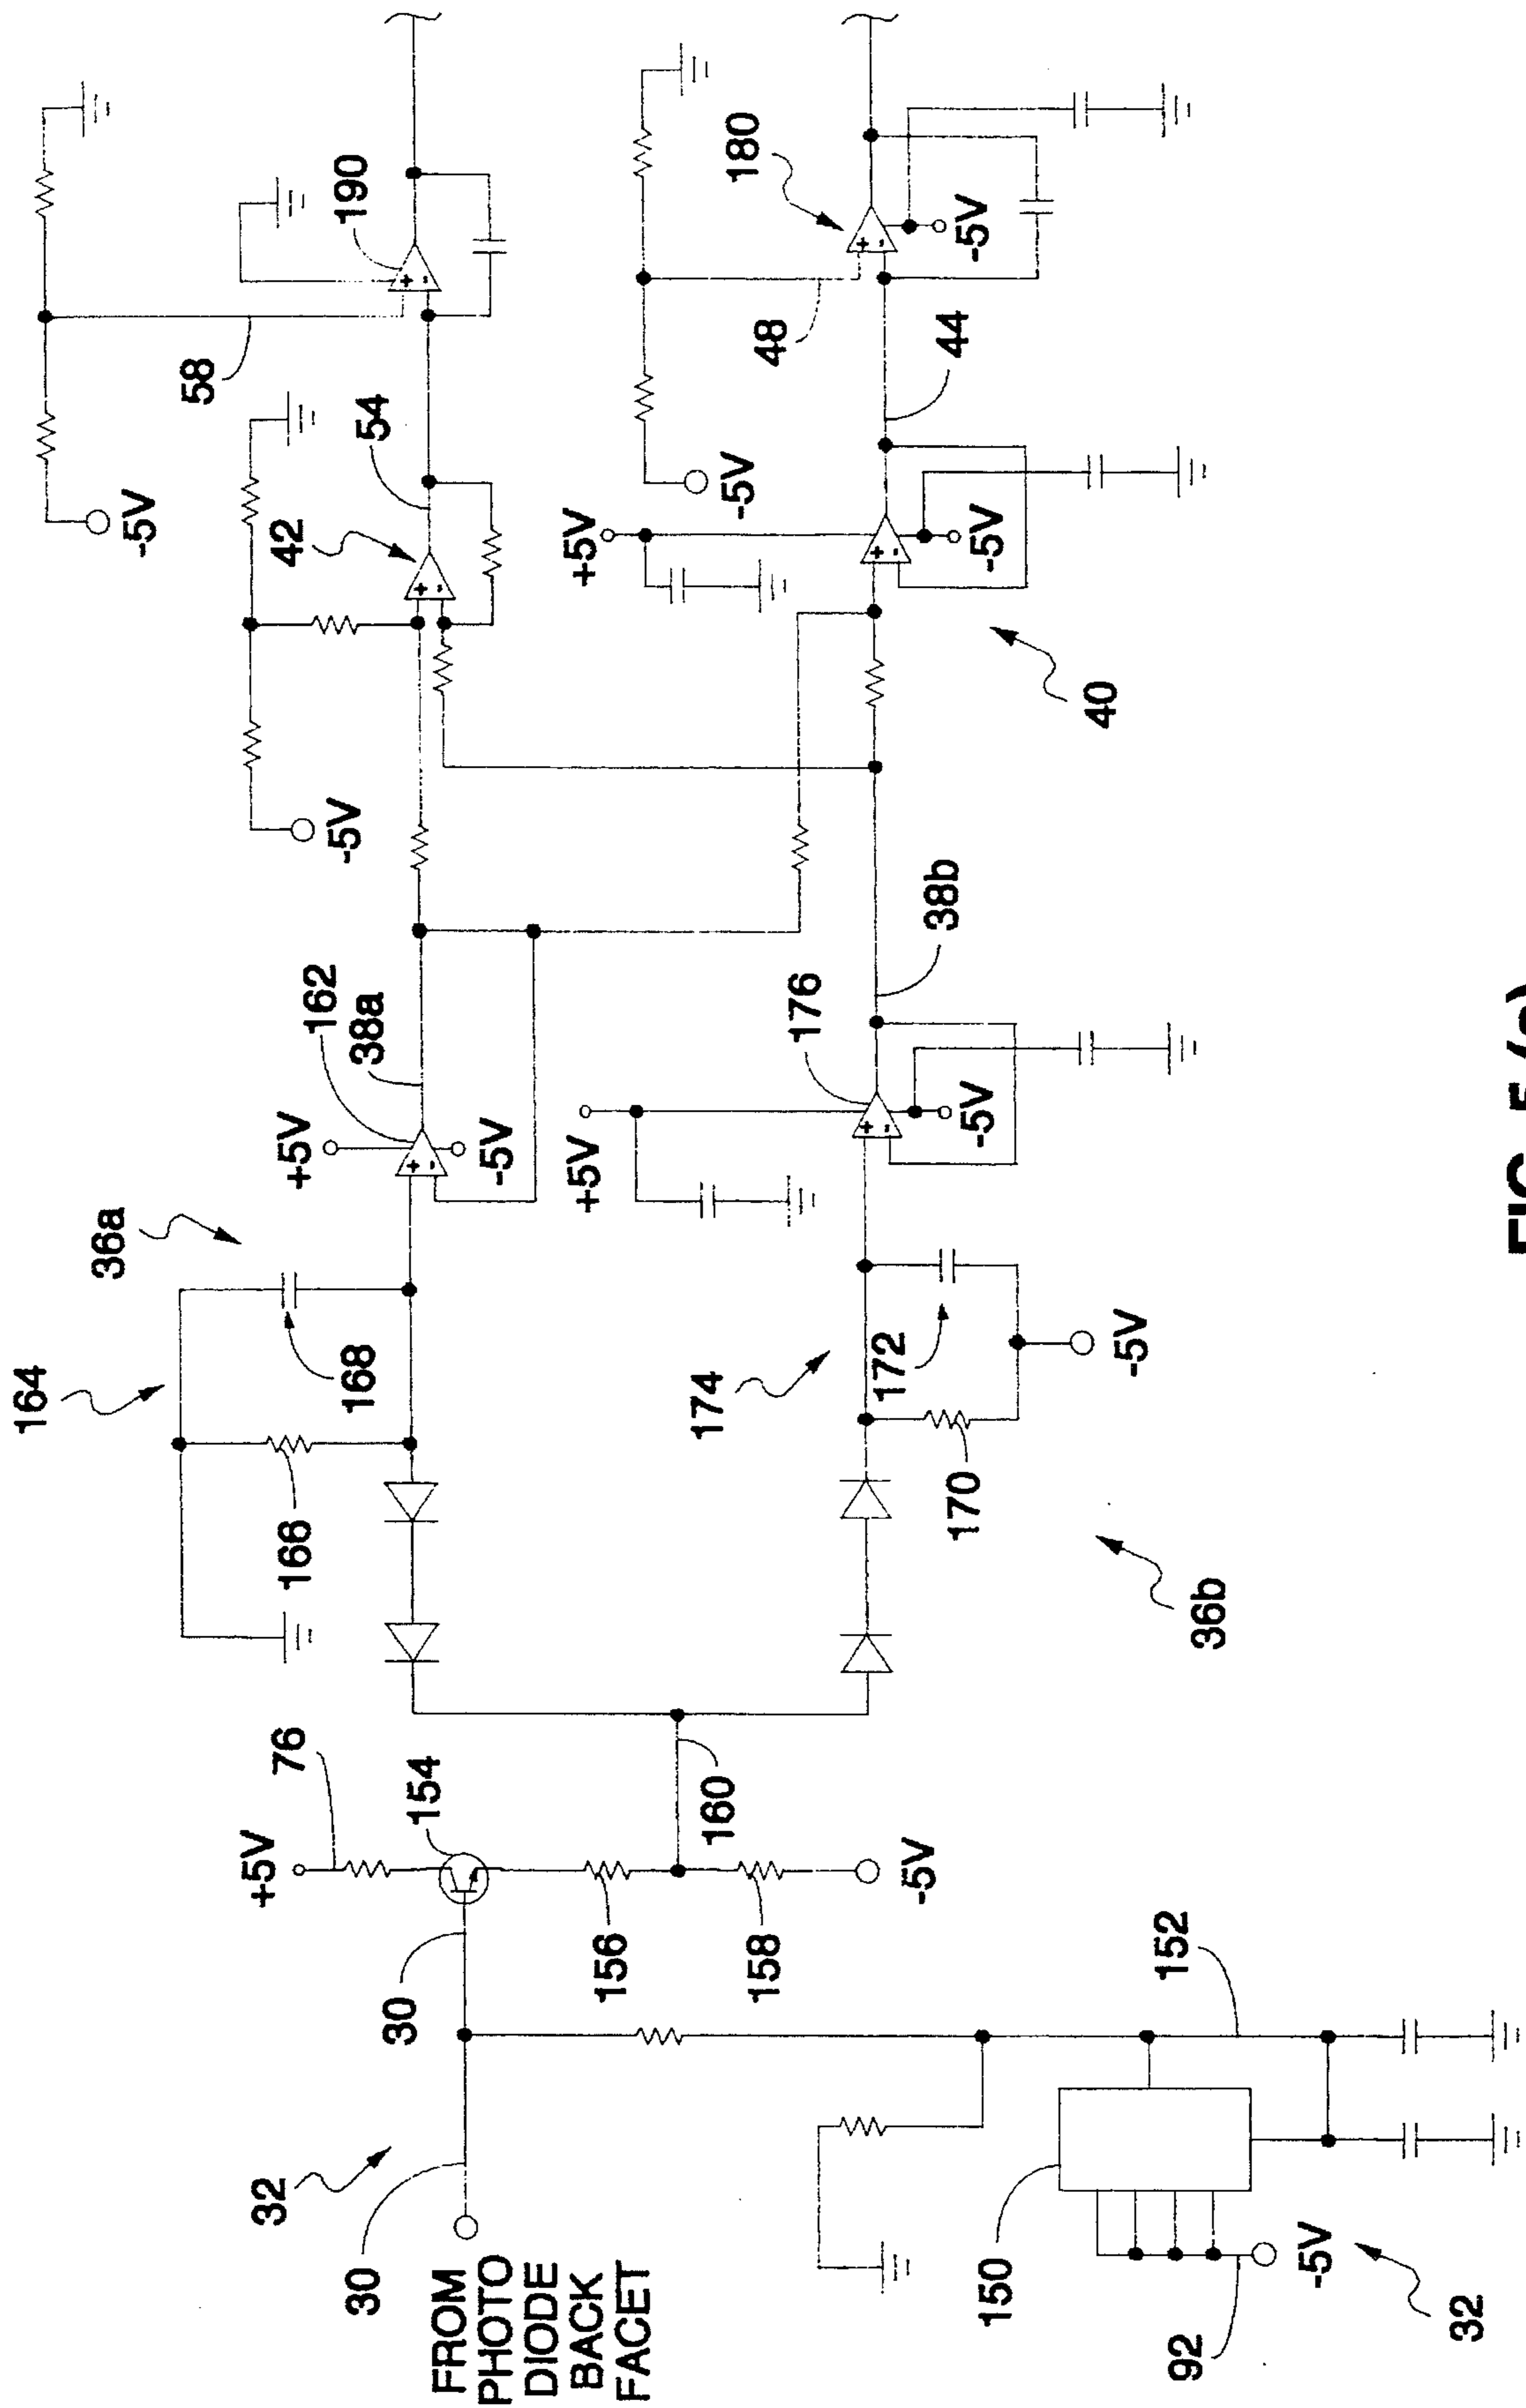 FROM
PHOTO
DIODE
BACK
FACET
30
32
30
92
-5V
32
150
152
+5V
76
154
156
158
-5V
160
164
166
168
36a
+5V
162
38a
-5V
+
-
36b
170
172
174
-5V
+5V
176
-5V
38b
+
-
-5V
42
54
+
-
-5V
58
190
+
-
40
+5V
-5V
44
+
-
-5V
48
180
-5V
+
-